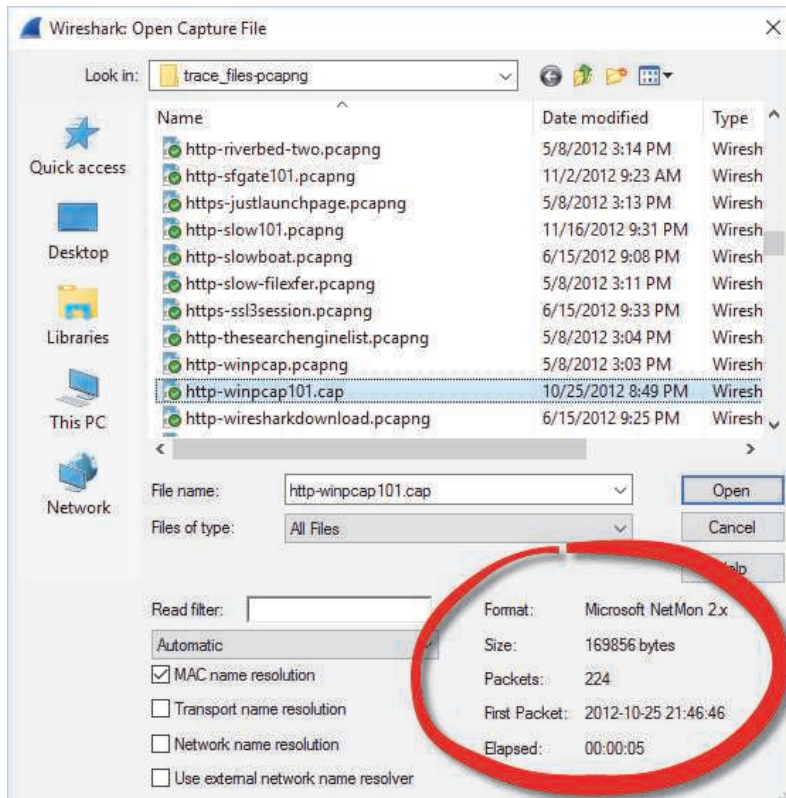 Wireshark: Open Capture File
Look in: trace_files-pcapng
Name Date modified Type
http-riverbed-two.pcapng 5/8/2012 3:14 PM Wiresh
http-sfgate101.pcapng 11/2/2012 9:23 AM Wiresh
https-justlaunchpage.pcapng 5/8/2012 3:13 PM Wiresh
http-slow101.pcapng 11/16/2012 9:31 PM Wiresh
http-slowboat.pcapng 6/15/2012 9:08 PM Wiresh
http-slow-filexfer.pcapng 5/8/2012 3:11 PM Wiresh
https-ssl3session.pcapng 6/15/2012 9:33 PM Wiresh
http-thesearchenginelist.pcapng 5/8/2012 3:04 PM Wiresh
http-winpcap.pcapng 5/8/2012 3:03 PM Wiresh
http-winpcap101.cap 10/25/2012 8:49 PM Wiresh
http-wiresharkdownload.pcapng 6/15/2012 9:25 PM Wiresh
Quick access
Desktop
Libraries
This PC
Network
File name: http-winpcap101.cap Open
Files of type: All Files Cancel
Read filter:
Automatic
MAC name resolution
Transport name resolution
Network name resolution
Use external network name resolver
Format: Microsoft NetMon 2.x
Size: 169856 bytes
Packets: 224
First Packet: 2012-10-25 21:46:46
Elapsed: 00:00:05